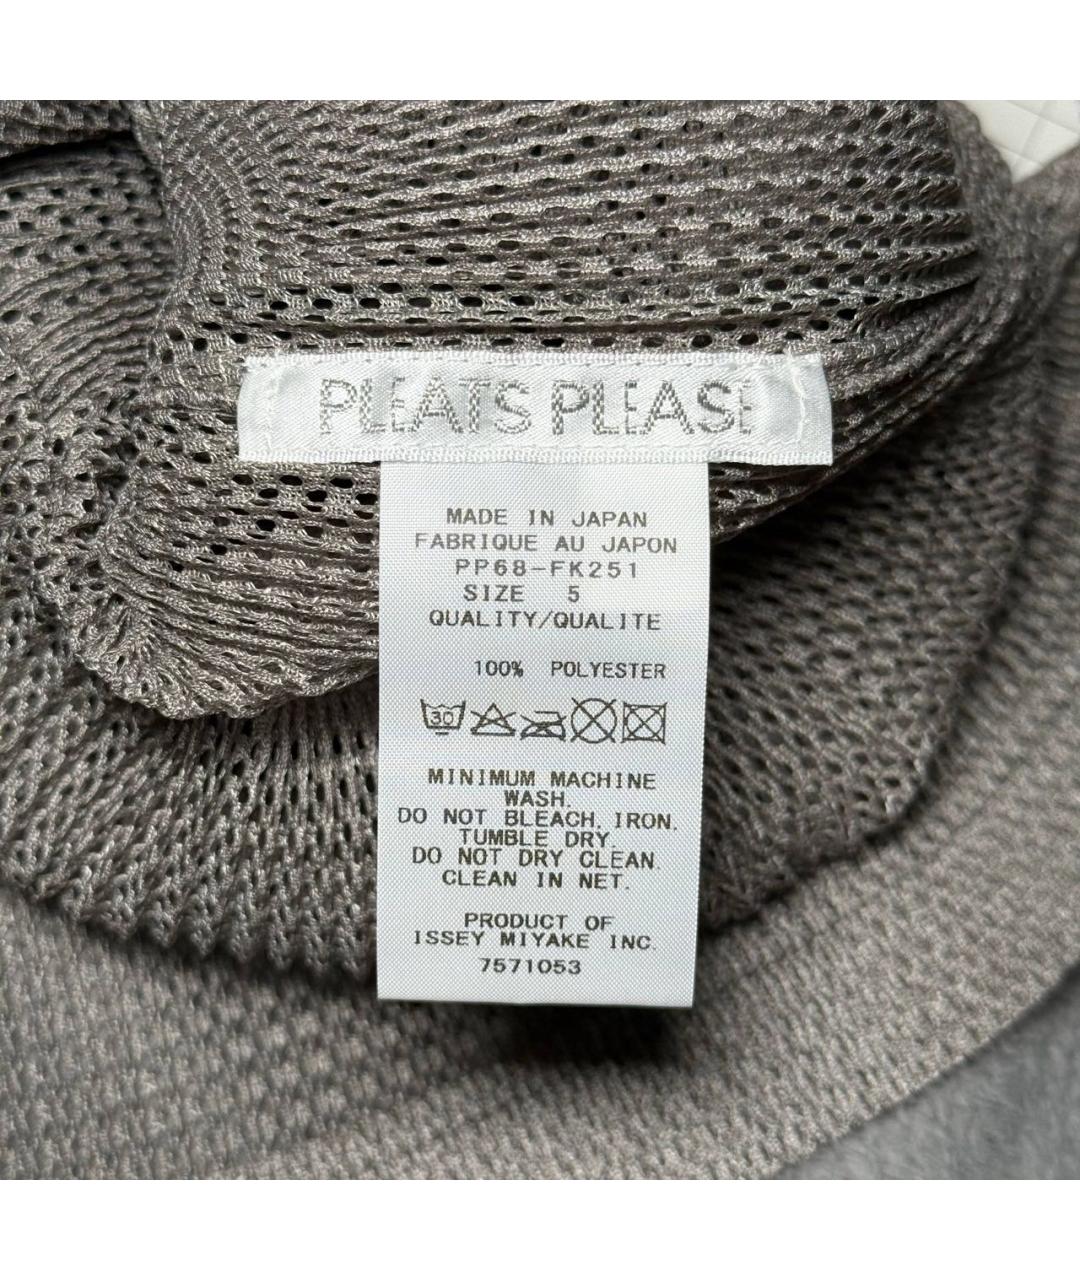 PLEATS PLEASE
MADE IN JAPAN
FABRIQUE AU JAPON
PP68-FK251
SIZE 5
QUALITY/QUALITE
100% POLYESTER
30
MINIMUM MACHINE
WASH.
DO NOT BLEACH, IRON.
TUMBLE DRY.
DO NOT DRY CLEAN.
CLEAN IN NET.
PRODUCT OF
ISSEY MIYAKE INC.
7571053